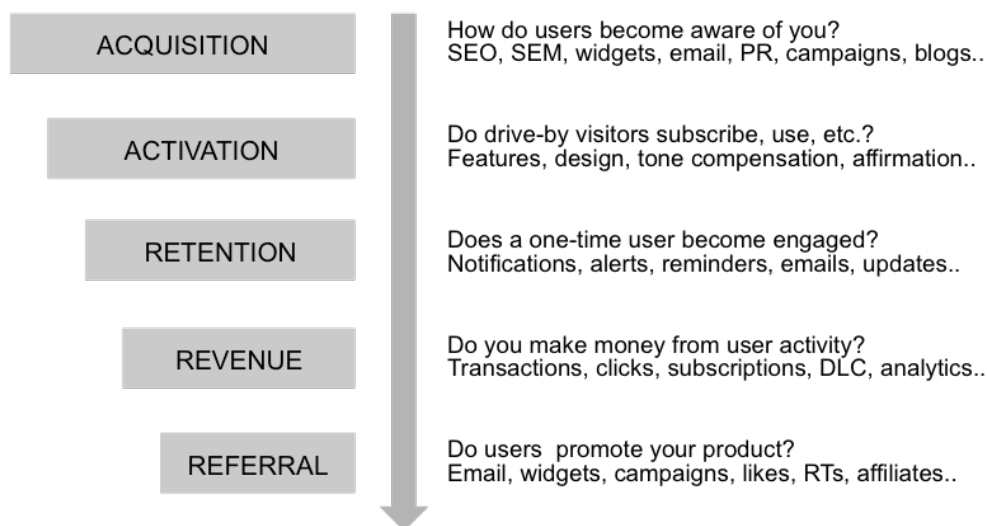 ACQUISITION
How do users become aware of you?
SEO, SEM, widgets, email, PR, campaigns, blogs..
ACTIVATION
Do drive-by visitors subscribe, use, etc.?
Features, design, tone compensation, affirmation..
RETENTION
Does a one-time user become engaged?
Notifications, alerts, reminders, emails, updates..
REVENUE
Do you make money from user activity?
Transactions, clicks, subscriptions, DLC, analytics..
REFERRAL
Do users promote your product?
Email, widgets, campaigns, likes, RTs, affiliates..